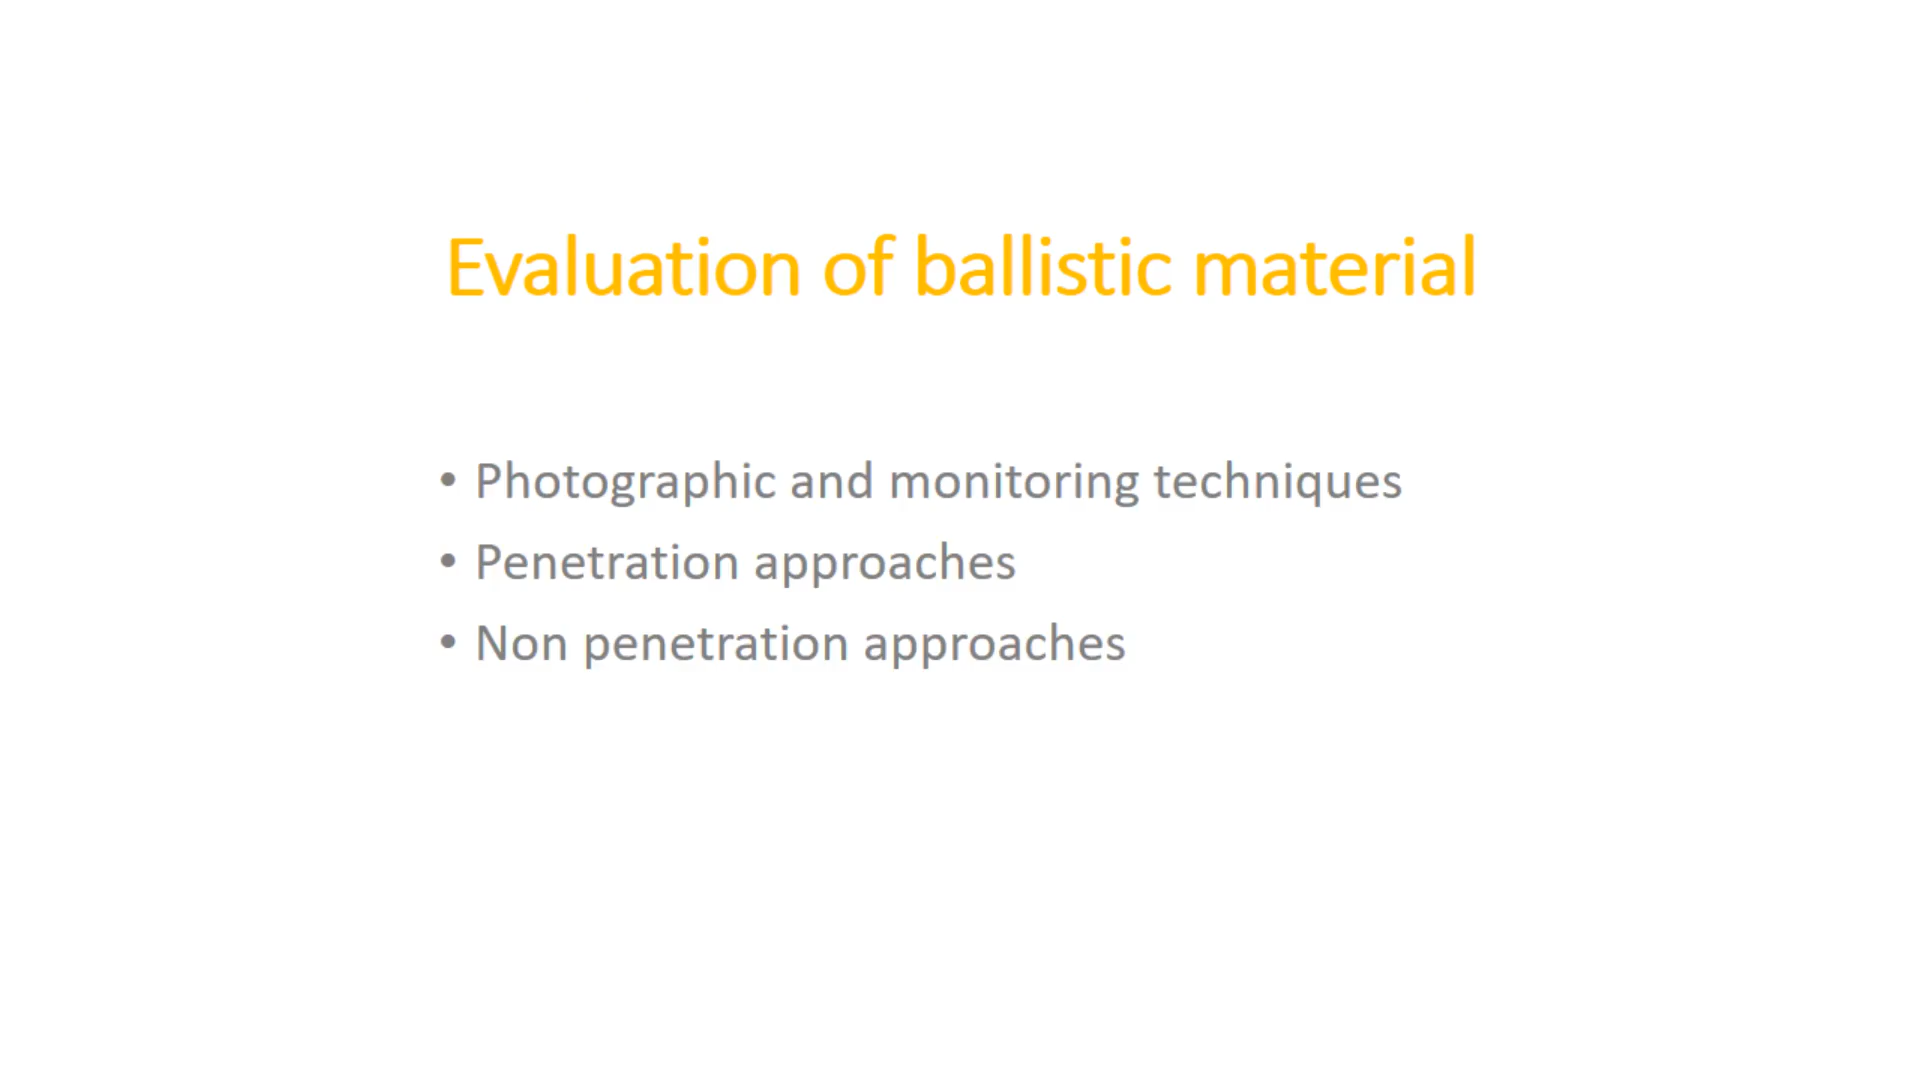 Evaluation of ballistic material
• Photographic and monitoring techniques
• Penetration approaches
• Non penetration approaches